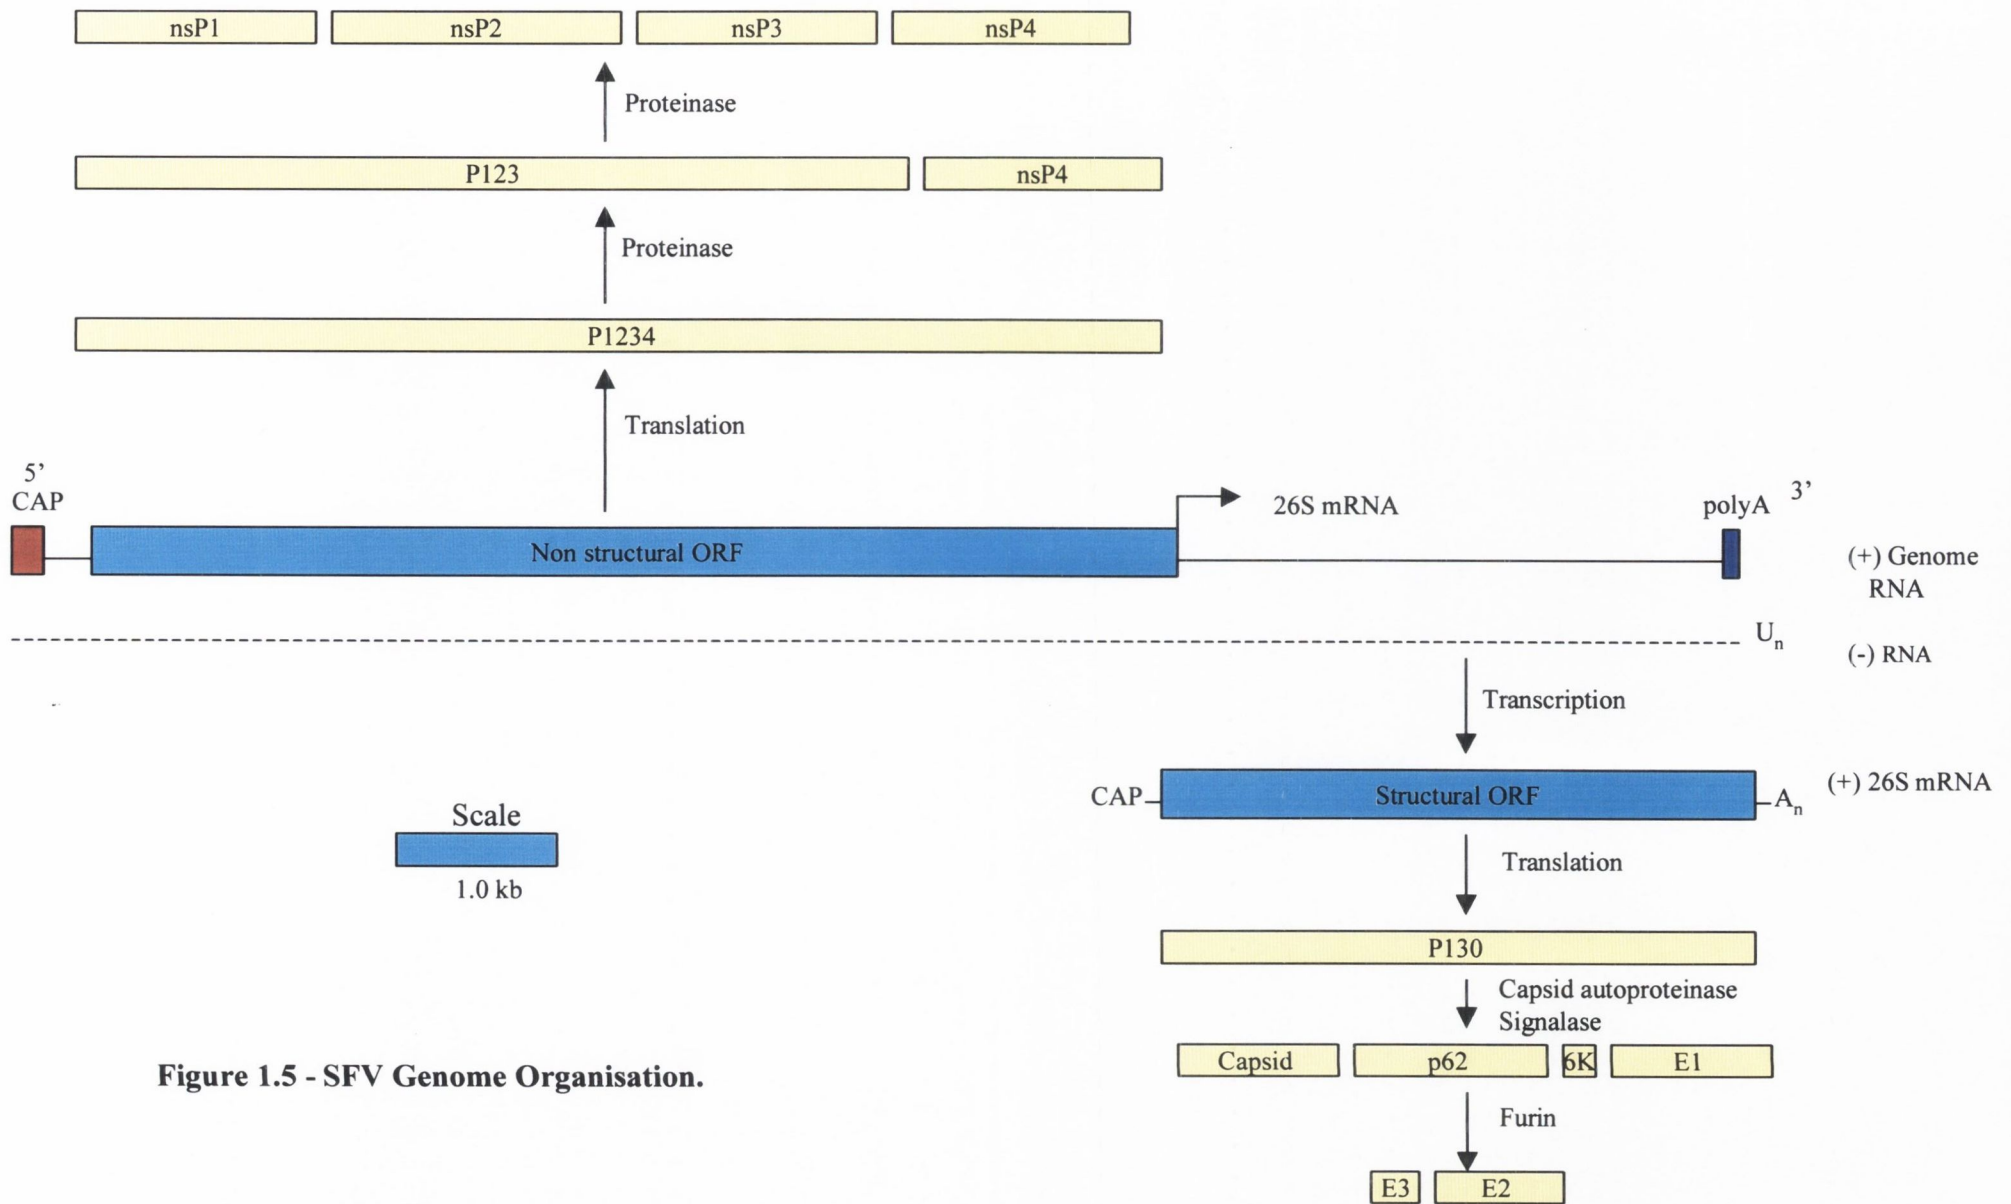 nsP1 nsP2 nsP3 nsP4
Proteinase
P123 nsP4
Proteinase
P1234
Translation
5’
CAP
26S mRNA
polyA 3’
Non structural ORF
(+) Genome
RNA
Uₙ
(-) RNA
Transcription
CAP Structural ORF Aₙ (+) 26S mRNA
Scale
1.0 kb
Translation
P130
Capsid autoproteinase
Signalase
Capsid p62 6K E1
Furin
E3 E2
Figure 1.5 - SFV Genome Organisation.